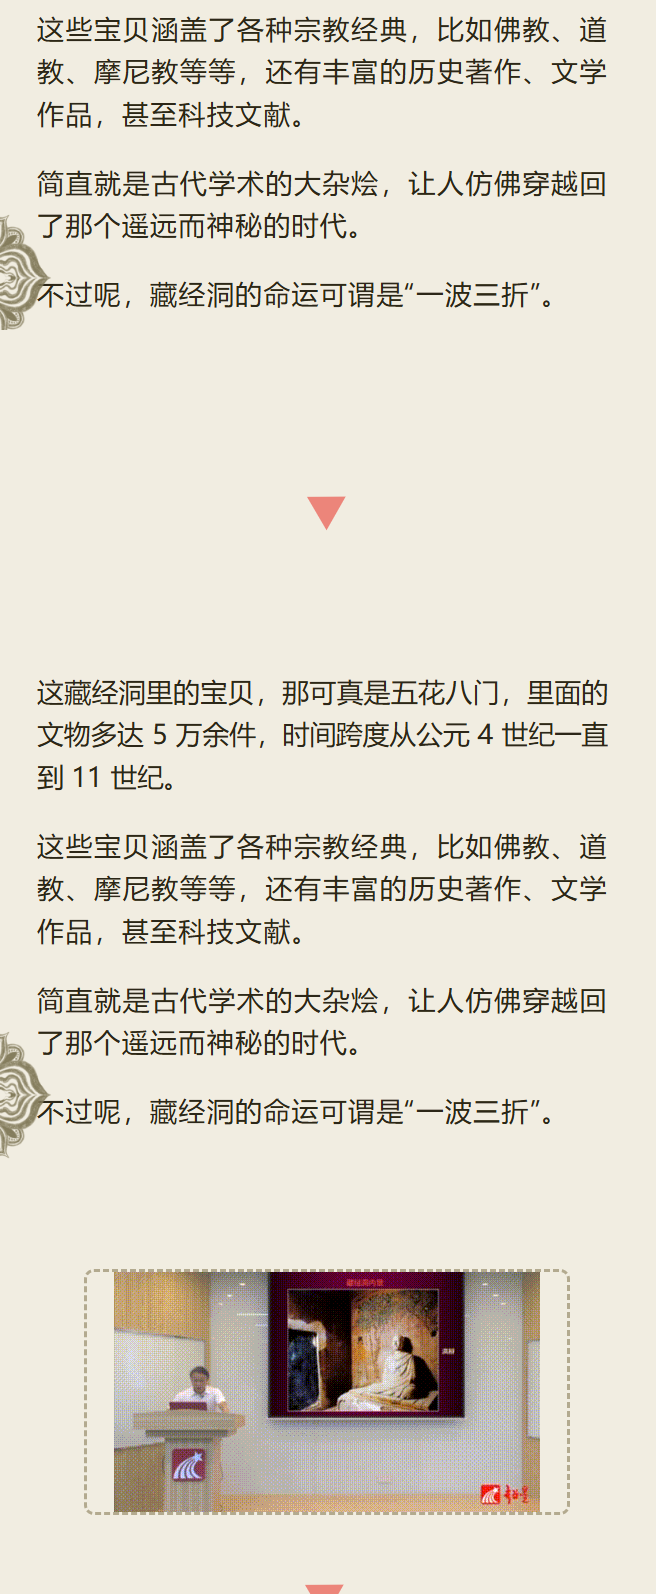 这些宝贝涵盖了各种宗教经典，比如佛教、道
教、摩尼教等等，还有丰富的历史著作、文学
作品，甚至科技文献。
简直就是古代学术的大杂烩，让人仿佛穿越回
了那个遥远而神秘的时代。
不过呢，藏经洞的命运可谓是“一波三折”。
这藏经洞里的宝贝，那可真是五花八门，里面的
文物多达 5 万余件，时间跨度从公元 4 世纪一直
到 11 世纪。
这些宝贝涵盖了各种宗教经典，比如佛教、道
教、摩尼教等等，还有丰富的历史著作、文学
作品，甚至科技文献。
简直就是古代学术的大杂烩，让人仿佛穿越回
了那个遥远而神秘的时代。
不过呢，藏经洞的命运可谓是“一波三折”。
藏经洞内景